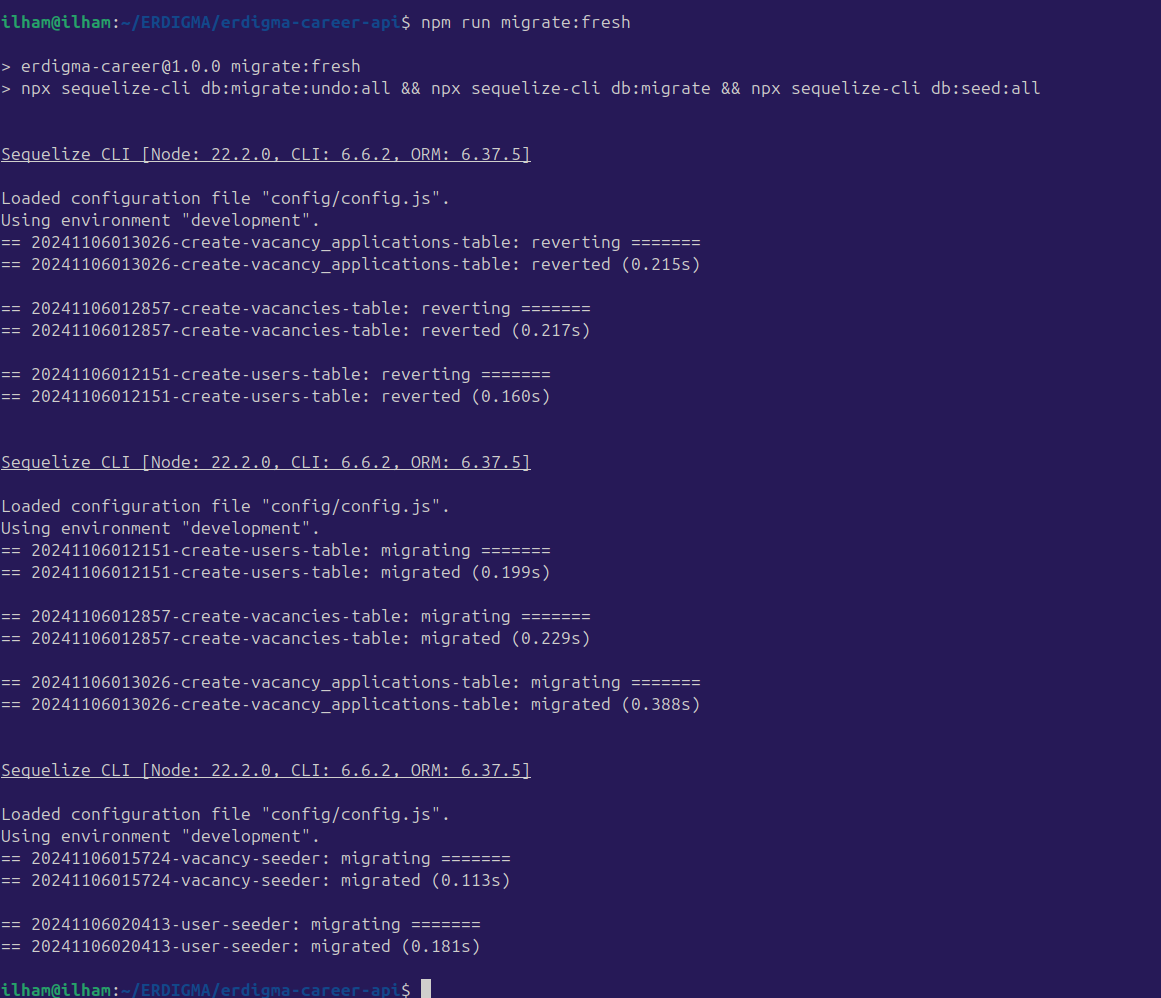 ilham@ilham:~/ERDIGMA/erdigma-career-api$ npm run migrate:fresh
> erdigma-career@1.0.0 migrate:fresh
> npx sequelize-cli db:migrate:undo:all && npx sequelize-cli db:migrate && npx sequelize-cli db:seed:all
Sequelize CLI [Node: 22.2.0, CLI: 6.6.2, ORM: 6.37.5]
Loaded configuration file "config/config.js".
Using environment "development".
== 20241106013026-create-vacancy_applications-table: reverting =======
== 20241106013026-create-vacancy_applications-table: reverted (0.215s)
== 20241106012857-create-vacancies-table: reverting =======
== 20241106012857-create-vacancies-table: reverted (0.217s)
== 20241106012151-create-users-table: reverting =======
== 20241106012151-create-users-table: reverted (0.160s)
Sequelize CLI [Node: 22.2.0, CLI: 6.6.2, ORM: 6.37.5]
Loaded configuration file "config/config.js".
Using environment "development".
== 20241106012151-create-users-table: migrating =======
== 20241106012151-create-users-table: migrated (0.199s)
== 20241106012857-create-vacancies-table: migrating =======
== 20241106012857-create-vacancies-table: migrated (0.229s)
== 20241106013026-create-vacancy_applications-table: migrating =======
== 20241106013026-create-vacancy_applications-table: migrated (0.388s)
Sequelize CLI [Node: 22.2.0, CLI: 6.6.2, ORM: 6.37.5]
Loaded configuration file "config/config.js".
Using environment "development".
== 20241106015724-vacancy-seeder: migrating =======
== 20241106015724-vacancy-seeder: migrated (0.113s)
== 20241106020413-user-seeder: migrating =======
== 20241106020413-user-seeder: migrated (0.181s)
ilham@ilham:~/ERDIGMA/erdigma-career-api$